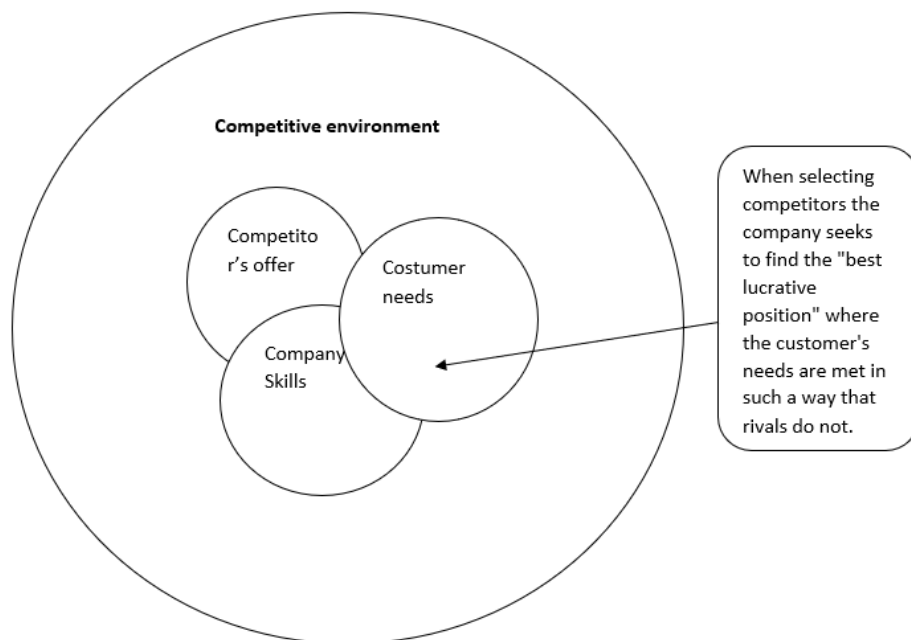 Competitive environment
Competito
r’s offer
Costumer
needs
Company
Skills
When selecting
competitors the
company seeks
to find the "best
lucrative
position" where
the customer's
needs are met in
such a way that
rivals do not.